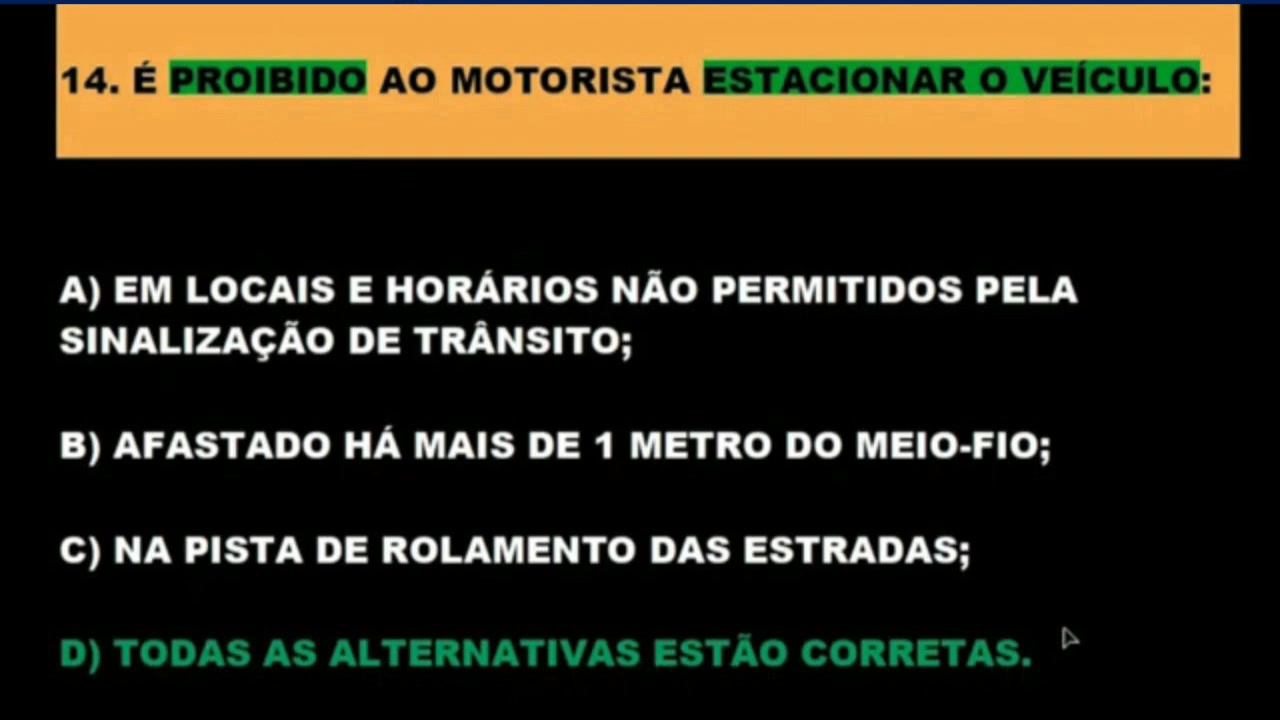 14. É PROIBIDO AO MOTORISTA ESTACIONAR O VEÍCULO:
A) EM LOCAIS E HORÁRIOS NÃO PERMITIDOS PELA
SINALIZAÇÃO DE TRÂNSITO;
B) AFASTADO HÁ MAIS DE 1 METRO DO MEIO-FIO;
C) NA PISTA DE ROLAMENTO DAS ESTRADAS;
D) TODAS AS ALTERNATIVAS ESTÃO CORRETAS.